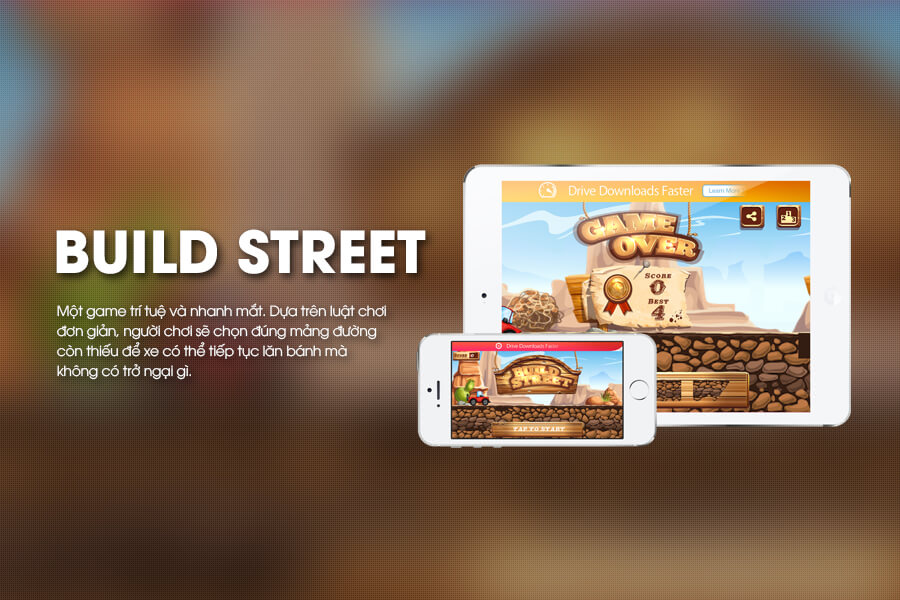 BUILD STREET
Một game trí tuệ và nhanh mắt. Dựa trên luật chơi
đơn giản, người chơi sẽ chọn đúng mảng đường
còn thiếu để xe có thể tiếp tục lăn bánh mà
không có trở ngại gì.
Drive Downloads Faster
Learn More
GAME
OVER
SCORE
0
BEST
4
Drive Downloads Faster
BUILD
STREET
TAP TO START